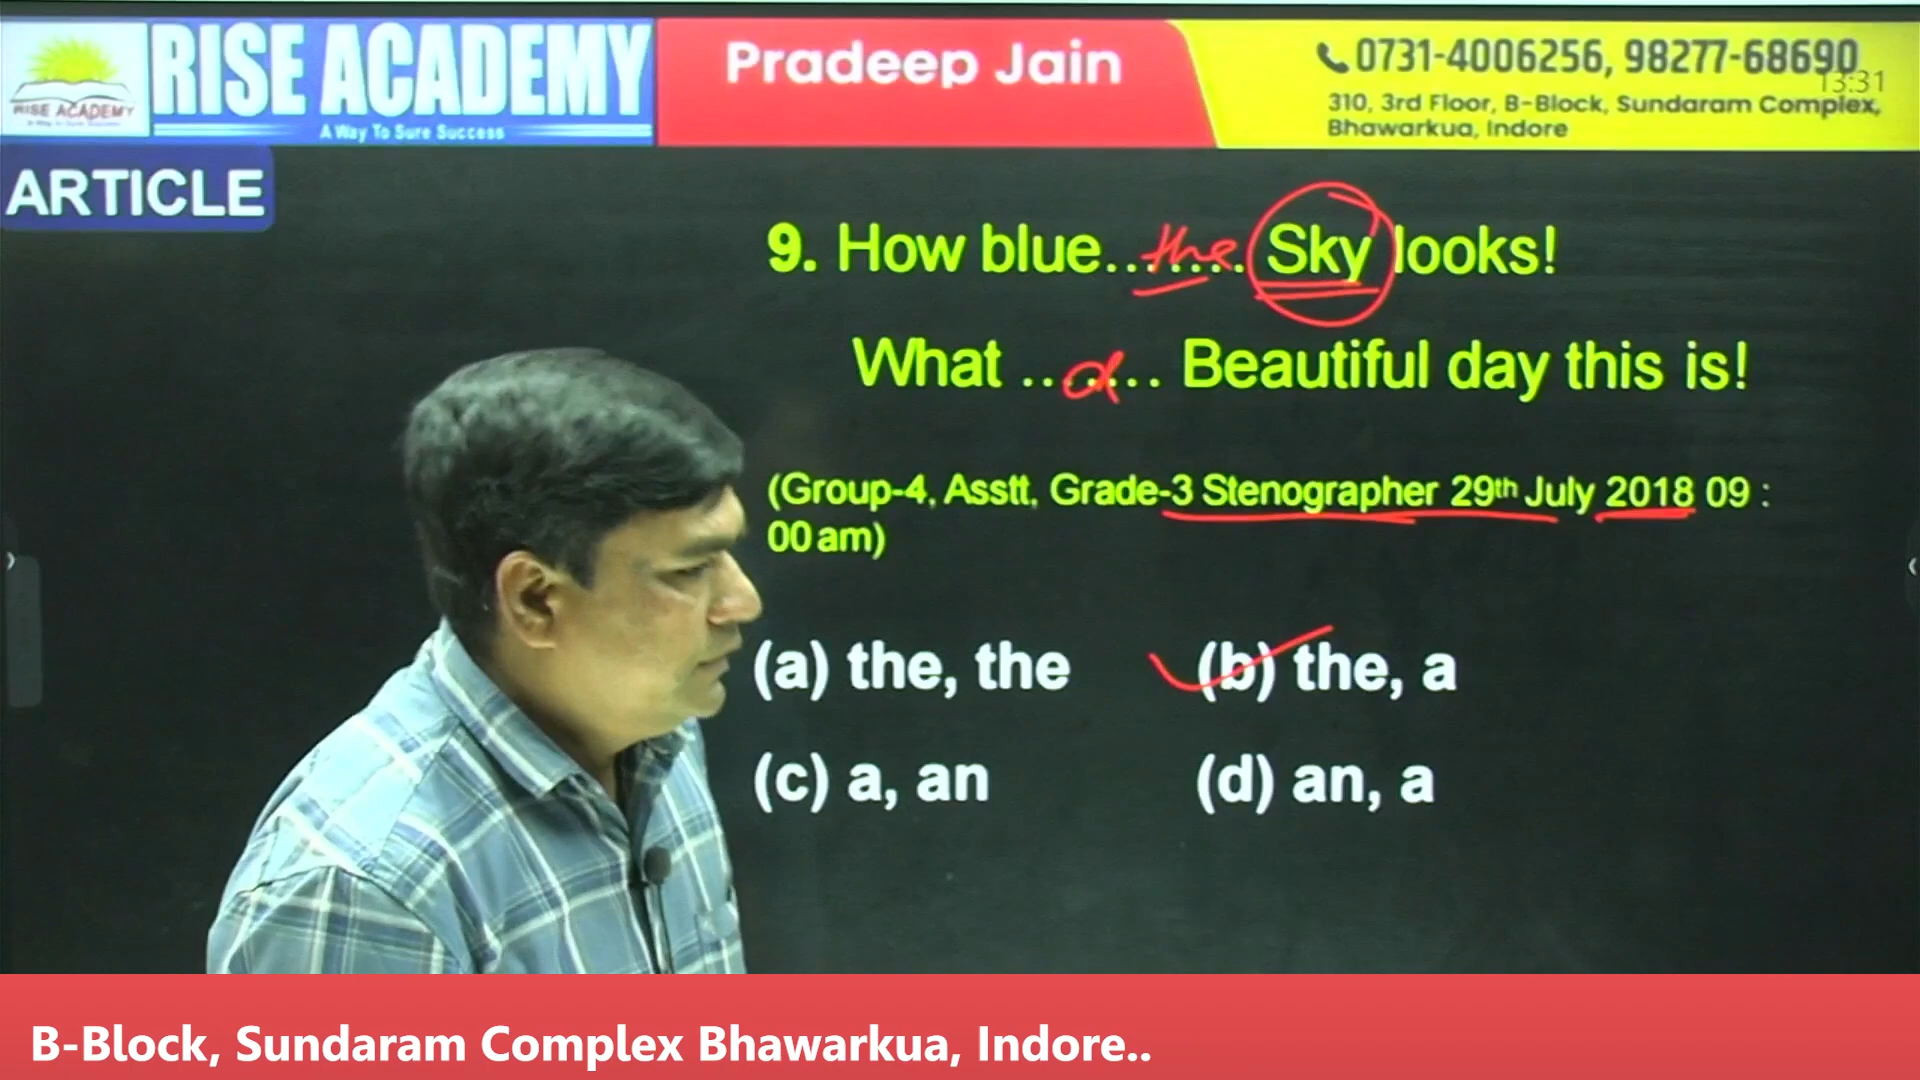 RISE ACADEMY
A Way To Sure Success
RISE ACADEMY
Pradeep Jain
0731-4006256, 98277-68690
13:31
310, 3rd Floor, B-Block, Sundaram Complex,
Bhawarkua, Indore
ARTICLE
9. How blue....the.... Sky looks!
What ...a.... Beautiful day this is!
(Group-4, Asstt, Grade-3 Stenographer 29th July 2018 09 :
00 am)
(a) the, the (b) the, a
(c) a, an (d) an, a
B-Block, Sundaram Complex Bhawarkua, Indore..